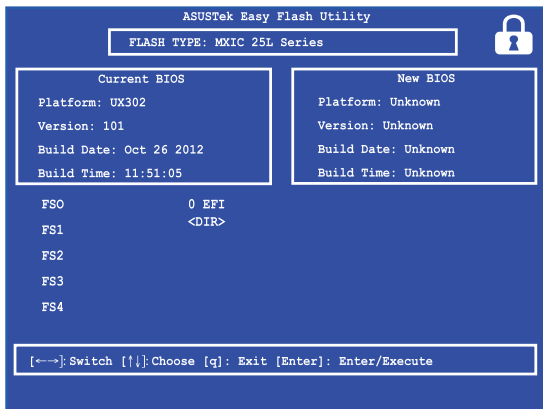 ASUSTek Easy Flash Utility
FLASH TYPE: MXIC 25L Series
Current BIOS
Platform: UX302
Version: 101
Build Date: Oct 26 2012
Build Time: 11:51:05
New BIOS
Platform: Unknown
Version: Unknown
Build Date: Unknown
Build Time: Unknown
FSO 0 EFI
FS1 <DIR>
FS2
FS3
FS4
[←→]: Switch [↑↓]: Choose [q]: Exit [Enter]: Enter/Execute